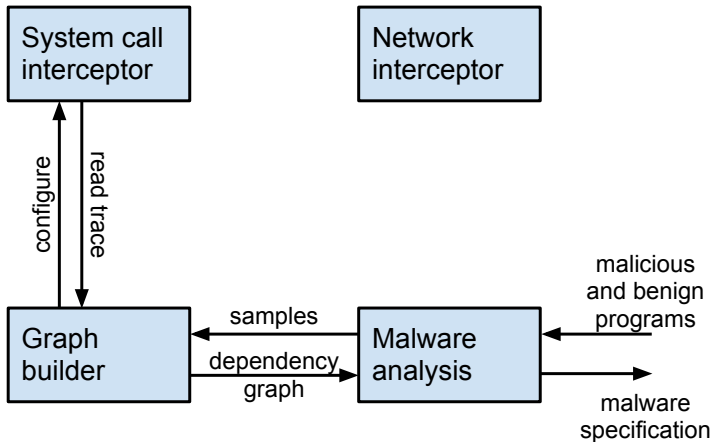 System call
interceptor
Network
interceptor
configure
read trace
malicious
and benign
programs
samples
Graph
builder
dependency
graph
Malware
analysis
malware
specification